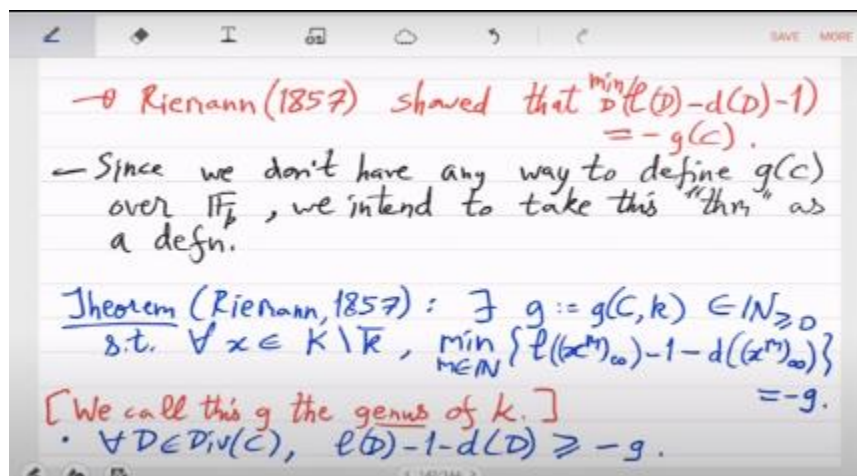 SAVE MORE
→ Riemann (1857) showed that min_D (ℓ(D)-d(D)-1)
= -g(C).
– Since we don't have any way to define g(C)
over 𝔽̄_p, we intend to take this "thm" as
a defn.
Theorem (Riemann, 1857): ∃ g := g(C, k) ∈ ℕ_{≥0}
s.t. ∀ x ∈ K \ k̄, min_{m∈ℕ} {ℓ((x^m)_∞)-1-d((x^m)_∞)}
= -g.
[We call this g the genus of K.]
• ∀ D ∈ Div(C), ℓ(D)-1-d(D) ≥ -g.